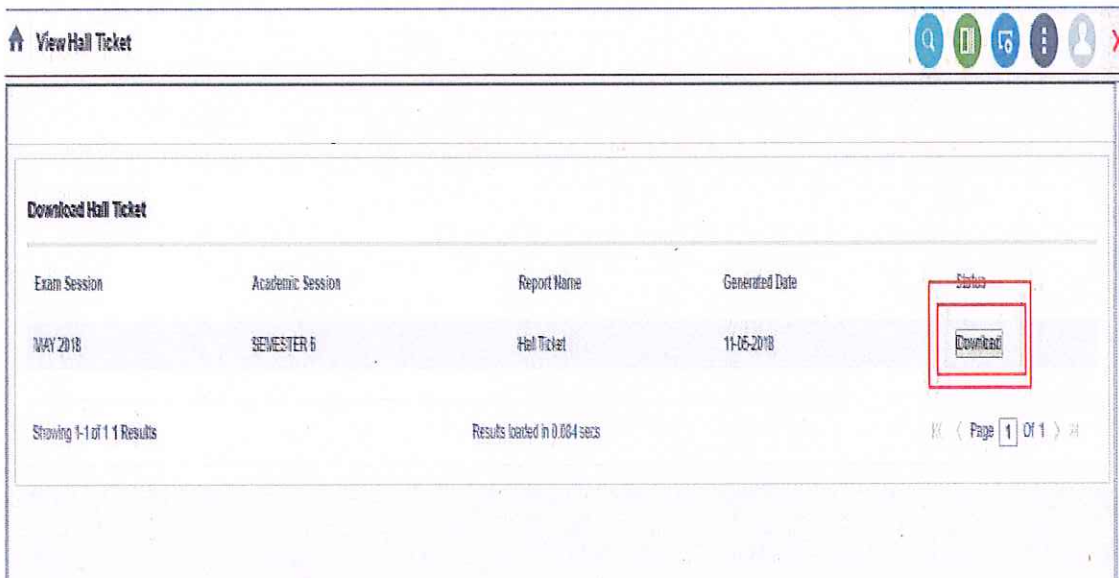 View Hall Ticket
Download Hall Ticket
Exam Session Academic Session Report Name Generated Date Status
MAY 2018 SEMESTER 6 Hall Ticket 11-05-2018 Download
Showing 1-1 of 1 1 Results Results loaded in 0.084 secs Page 1 Of 1